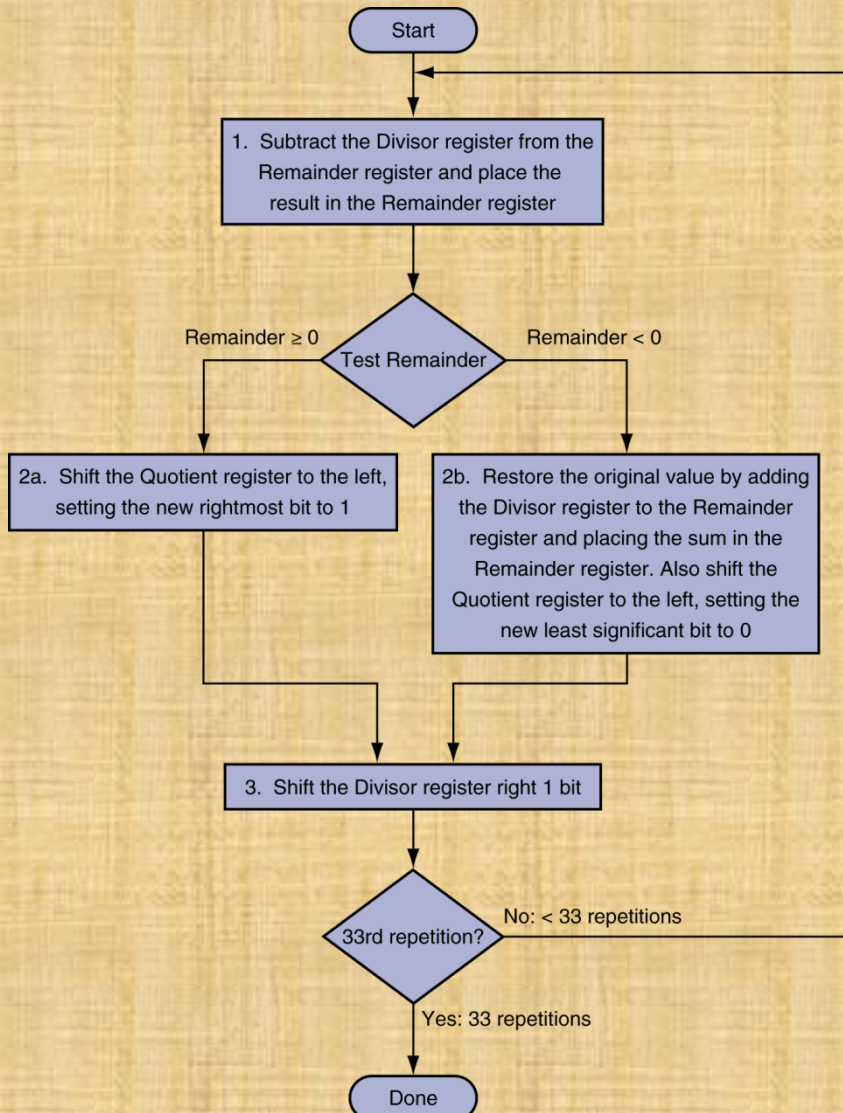 Start
1. Subtract the Divisor register from the
Remainder register and place the
result in the Remainder register
Remainder ≥ 0
Remainder < 0
Test Remainder
2a. Shift the Quotient register to the left,
setting the new rightmost bit to 1
2b. Restore the original value by adding
the Divisor register to the Remainder
register and placing the sum in the
Remainder register. Also shift the
Quotient register to the left, setting the
new least significant bit to 0
3. Shift the Divisor register right 1 bit
33rd repetition?
No: < 33 repetitions
Yes: 33 repetitions
Done